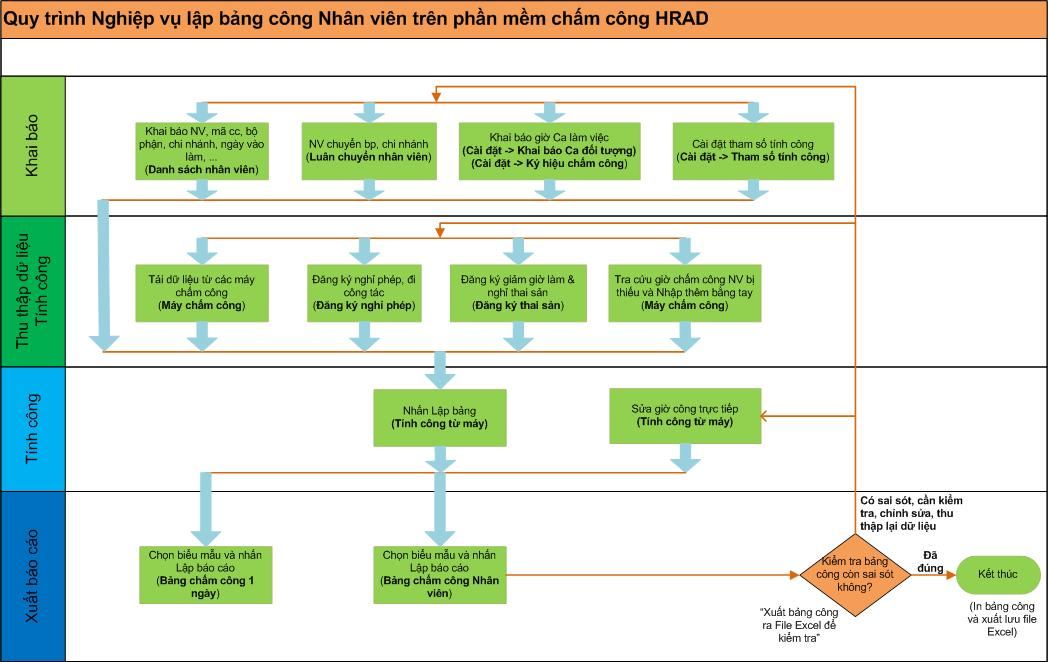 Quy trình Nghiệp vụ lập bảng công Nhân viên trên phần mềm chấm công HRAD
Khai báo
Khai báo NV, mã cc, bộ
phận, chi nhánh, ngày vào
làm, ...
(Danh sách nhân viên)
NV chuyển bp, chi nhánh
(Luân chuyển nhân viên)
Khai báo giờ Ca làm việc
(Cài đặt -> Khai báo Ca đối tượng)
(Cài đặt -> Ký hiệu chấm công)
Cài đặt tham số tính công
(Cài đặt -> Tham số tính công)
Thu thập dữ liệu
Tính công
Tải dữ liệu từ các máy
chấm công
(Máy chấm công)
Đăng ký nghỉ phép, đi
công tác
(Đăng ký nghỉ phép)
Đăng ký giảm giờ làm &
nghỉ thai sản
(Đăng ký thai sản)
Tra cứu giờ chấm công NV bị
thiếu và Nhập thêm bằng tay
(Máy chấm công)
Tính công
Nhấn Lập bảng
(Tính công từ máy)
Sửa giờ công trực tiếp
(Tính công từ máy)
Xuất báo cáo
Chọn biểu mẫu và nhấn
Lập báo cáo
(Bảng chấm công 1
ngày)
Chọn biểu mẫu và nhấn
Lập báo cáo
(Bảng chấm công Nhân
viên)
Có sai sót, cần kiểm
tra, chỉnh sửa, thu
thập lại dữ liệu
Kiểm tra bảng
công còn sai sót
không?
"Xuất bảng công
ra File Excel để
kiểm tra"
Đã
đúng
Kết thúc
(In bảng công
và xuất lưu file
Excel)